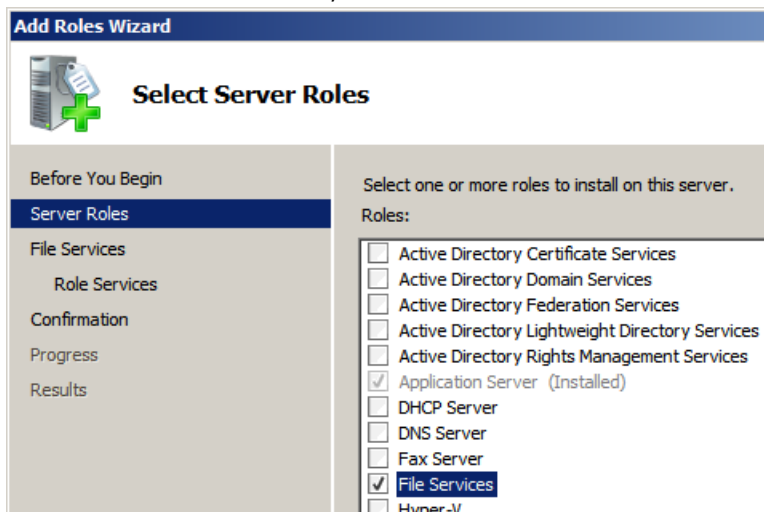 Add Roles Wizard
Select Server Roles
Before You Begin
Server Roles
File Services
Role Services
Confirmation
Progress
Results
Select one or more roles to install on this server.
Roles:
Active Directory Certificate Services
Active Directory Domain Services
Active Directory Federation Services
Active Directory Lightweight Directory Services
Active Directory Rights Management Services
Application Server (Installed)
DHCP Server
DNS Server
Fax Server
File Services
Hyper-V